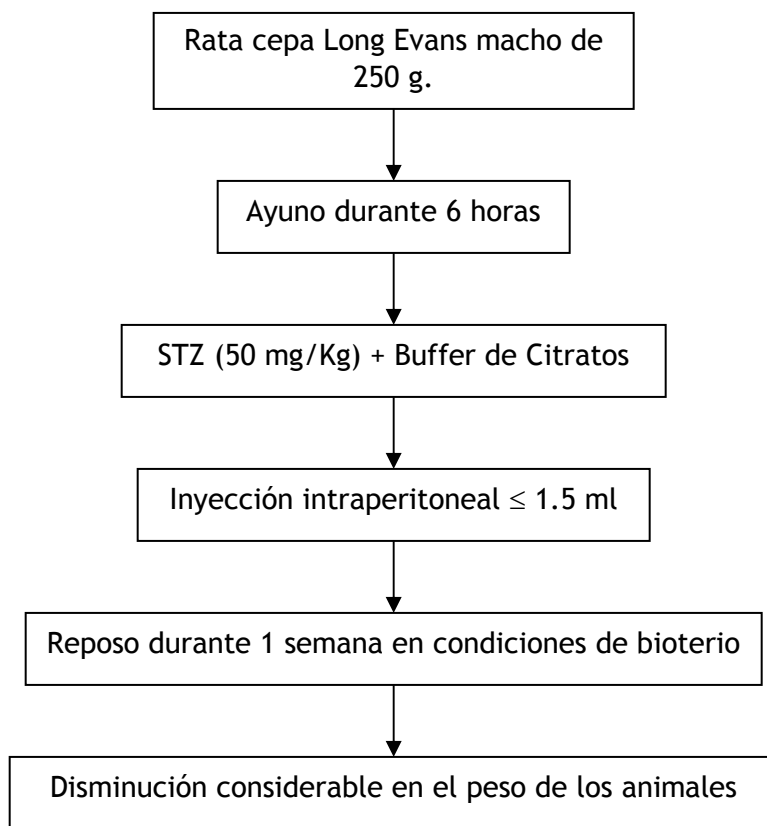 Rata cepa Long Evans macho de
250 g.
Ayuno durante 6 horas
STZ (50 mg/Kg) + Buffer de Citratos
Inyección intraperitoneal ≤ 1.5 ml
Reposo durante 1 semana en condiciones de bioterio
Disminución considerable en el peso de los animales